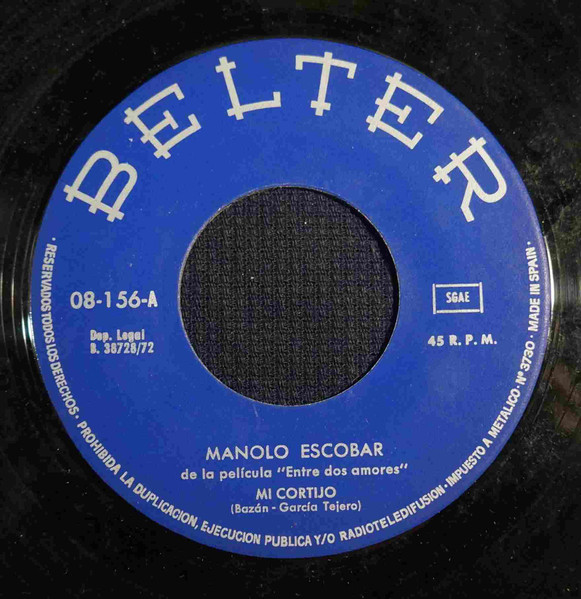 BELTER
08-156-A
Dep. Legal
B. 38726/72
SGAE
45 R. P. M.
MANOLO ESCOBAR
de la película "Entre dos amores"
MI CORTIJO
(Bazán - García Tejero)
· RESERVADOS TODOS LOS DERECHOS · PROHIBIDA LA DUPLICACION, EJECUCION PUBLICA Y/O RADIOTELEDIFUSION · IMPUESTO A METALICO · Nº 3730 · MADE IN SPAIN ·